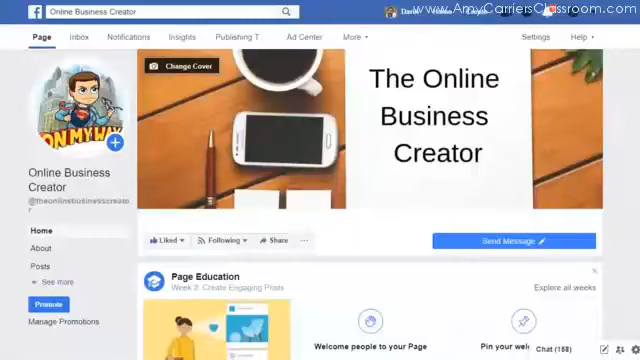 www.AmyCarriersClassroom.com
Online Business Creator
Home
Page
Inbox
Notifications
Insights
Publishing T
Ad Center
More
Settings
Help
Change Cover
The Online
Business
Creator
ON MY WAY
Online Business
Creator
@theonlinebusinesscreato
r
Home
About
Posts
See more
Promote
Manage Promotions
Liked
Following
Share
Send Message
Page Education
Week 2: Create Engaging Posts
Explore all weeks
Welcome people to your Page
Pin your wel
Chat (158)